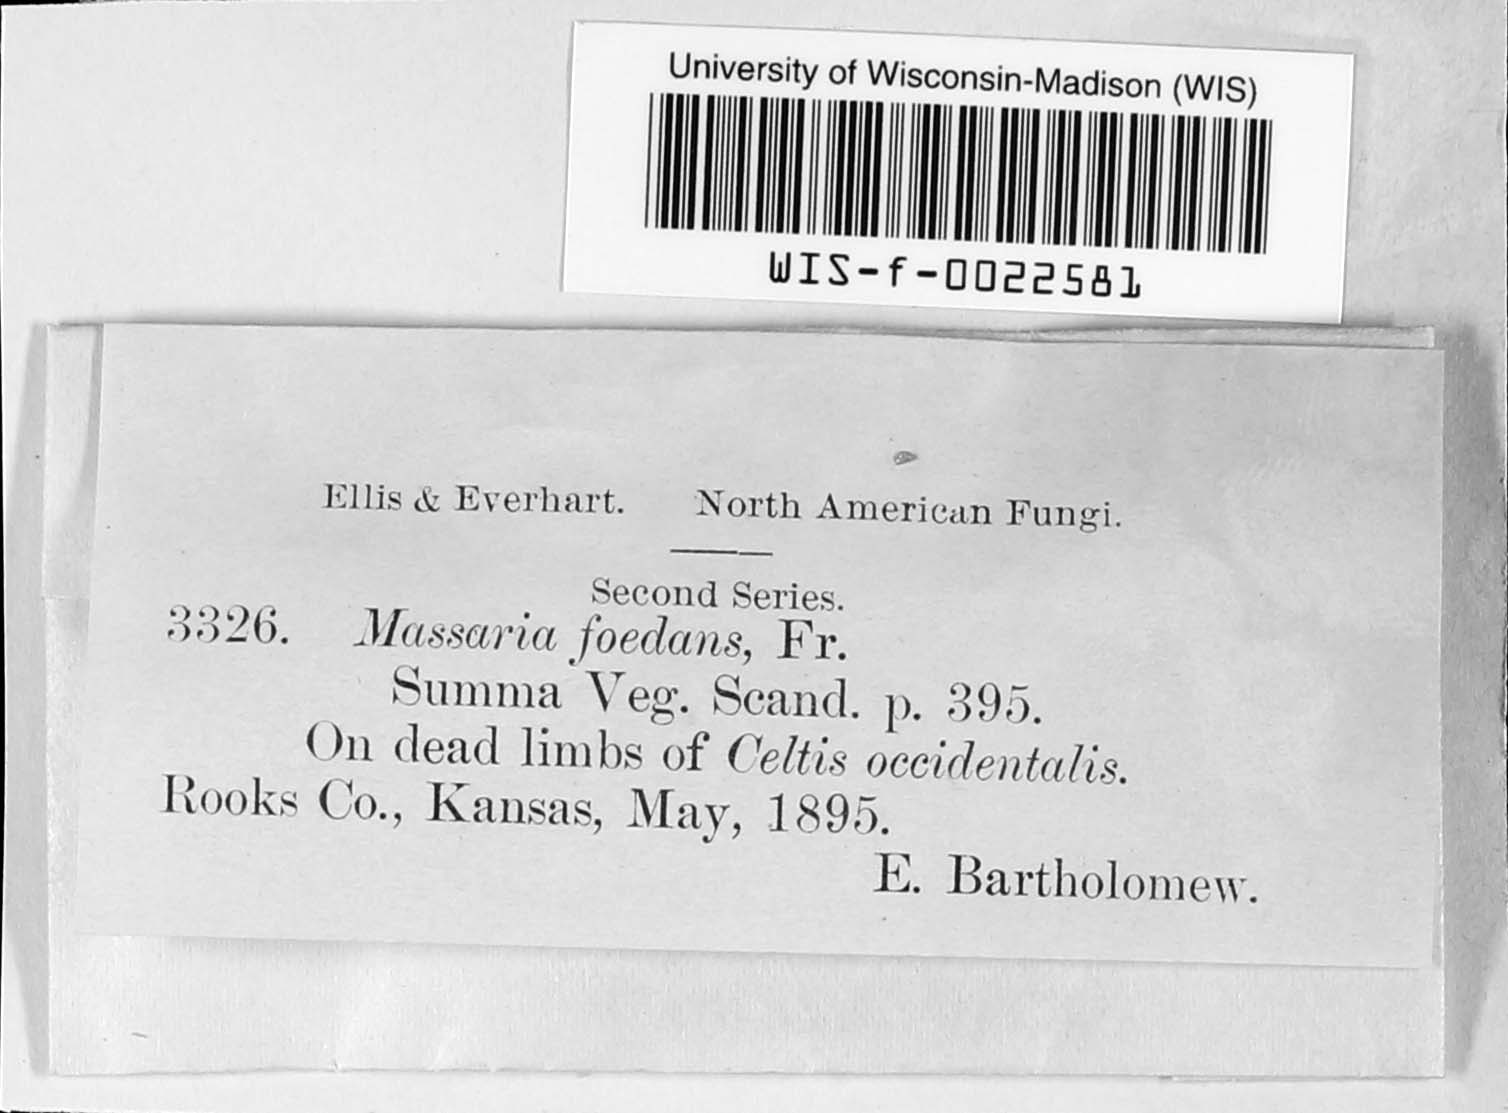 University of Wisconsin-Madison (WIS)
WIS-f-0022581
Ellis & Everhart. North American Fungi.
Second Series.
3326. Massaria foedans, Fr.
Summa Veg. Scand. p. 395.
On dead limbs of Celtis occidentalis.
Rooks Co., Kansas, May, 1895.
E. Bartholomew.